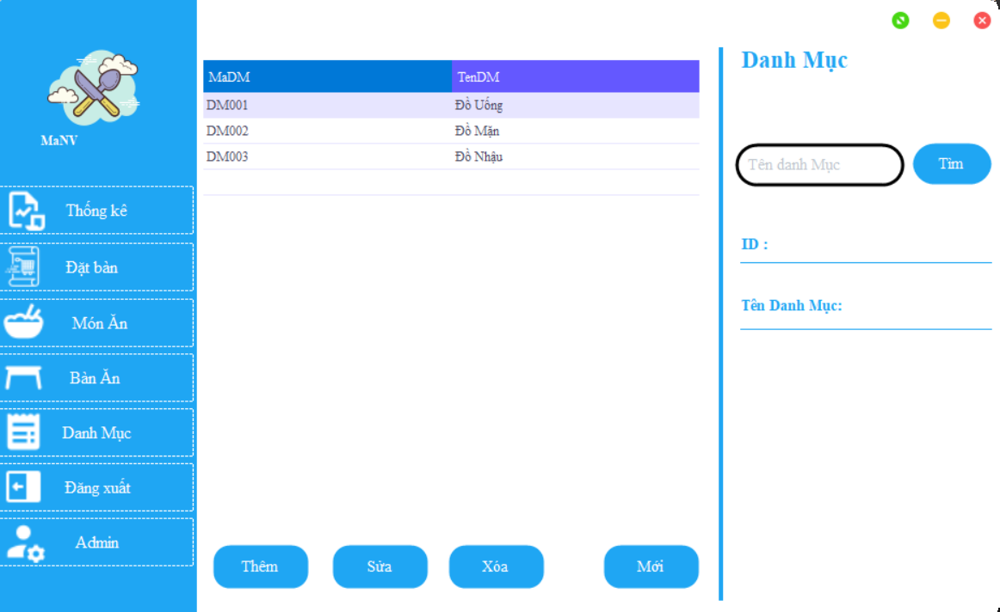 MaNV
Thống kê
Đặt bàn
Món Ăn
Bàn Ăn
Danh Mục
Đăng xuất
Admin
MaDM TenDM
DM001 Đồ Uống
DM002 Đồ Mặn
DM003 Đồ Nhậu
Thêm Sửa Xóa Mới
Danh Mục
Tên danh Mục Tìm
ID :
Tên Danh Mục: